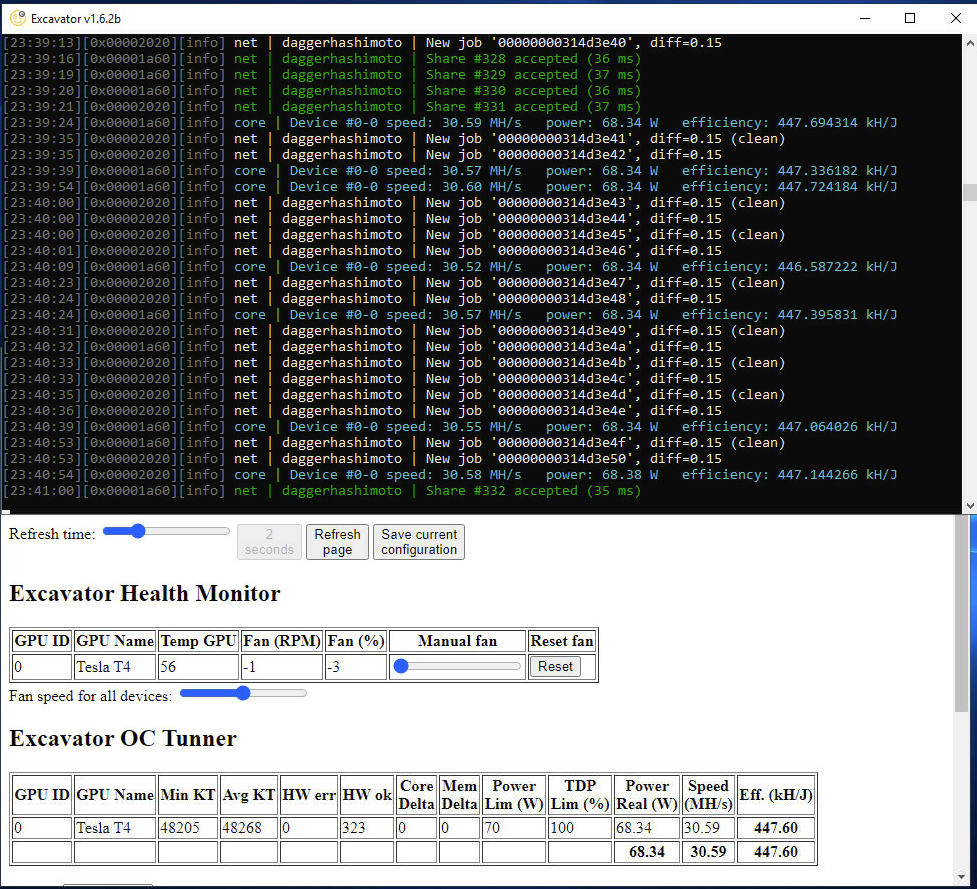 Excavator v1.6.2b
[23:39:13][0x00002020][info] net | daggerhashimoto | New job '00000000314d3e40', diff=0.15
[23:39:16][0x00001a60][info] net | daggerhashimoto | Share #328 accepted (36 ms)
[23:39:19][0x00002020][info] net | daggerhashimoto | Share #329 accepted (37 ms)
[23:39:20][0x00001a60][info] net | daggerhashimoto | Share #330 accepted (36 ms)
[23:39:21][0x00002020][info] net | daggerhashimoto | Share #331 accepted (37 ms)
[23:39:24][0x00001a60][info] core | Device #0-0 speed: 30.59 MH/s power: 68.34 W efficiency: 447.694314 kH/J
[23:39:35][0x00002020][info] net | daggerhashimoto | New job '00000000314d3e41', diff=0.15 (clean)
[23:39:35][0x00002020][info] net | daggerhashimoto | New job '00000000314d3e42', diff=0.15
[23:39:39][0x00001a60][info] core | Device #0-0 speed: 30.57 MH/s power: 68.34 W efficiency: 447.336182 kH/J
[23:39:54][0x00001a60][info] core | Device #0-0 speed: 30.60 MH/s power: 68.34 W efficiency: 447.724184 kH/J
[23:40:00][0x00002020][info] net | daggerhashimoto | New job '00000000314d3e43', diff=0.15 (clean)
[23:40:00][0x00002020][info] net | daggerhashimoto | New job '00000000314d3e44', diff=0.15
[23:40:00][0x00002020][info] net | daggerhashimoto | New job '00000000314d3e45', diff=0.15 (clean)
[23:40:01][0x00002020][info] net | daggerhashimoto | New job '00000000314d3e46', diff=0.15
[23:40:09][0x00001a60][info] core | Device #0-0 speed: 30.52 MH/s power: 68.34 W efficiency: 446.587222 kH/J
[23:40:23][0x00002020][info] net | daggerhashimoto | New job '00000000314d3e47', diff=0.15 (clean)
[23:40:24][0x00002020][info] net | daggerhashimoto | New job '00000000314d3e48', diff=0.15
[23:40:24][0x00001a60][info] core | Device #0-0 speed: 30.57 MH/s power: 68.34 W efficiency: 447.395831 kH/J
[23:40:31][0x00002020][info] net | daggerhashimoto | New job '00000000314d3e49', diff=0.15 (clean)
[23:40:32][0x00001a60][info] net | daggerhashimoto | New job '00000000314d3e4a', diff=0.15
[23:40:33][0x00002020][info] net | daggerhashimoto | New job '00000000314d3e4b', diff=0.15 (clean)
[23:40:33][0x00002020][info] net | daggerhashimoto | New job '00000000314d3e4c', diff=0.15
[23:40:35][0x00002020][info] net | daggerhashimoto | New job '00000000314d3e4d', diff=0.15 (clean)
[23:40:36][0x00002020][info] net | daggerhashimoto | New job '00000000314d3e4e', diff=0.15
[23:40:39][0x00001a60][info] core | Device #0-0 speed: 30.55 MH/s power: 68.34 W efficiency: 447.064026 kH/J
[23:40:53][0x00002020][info] net | daggerhashimoto | New job '00000000314d3e4f', diff=0.15 (clean)
[23:40:53][0x00002020][info] net | daggerhashimoto | New job '00000000314d3e50', diff=0.15
[23:40:54][0x00001a60][info] core | Device #0-0 speed: 30.58 MH/s power: 68.38 W efficiency: 447.144266 kH/J
[23:41:00][0x00001a60][info] net | daggerhashimoto | Share #332 accepted (35 ms)
Refresh time: 2 seconds Refresh page Save current configuration
Excavator Health Monitor
GPU ID GPU Name Temp GPU Fan (RPM) Fan (%) Manual fan Reset fan
0 Tesla T4 56 -1 -3 Reset
Fan speed for all devices:
Excavator OC Tunner
GPU ID GPU Name Min KT Avg KT HW err HW ok Core Delta Mem Delta Power Lim (W) TDP Lim (%) Power Real (W) Speed (MH/s) Eff. (kH/J)
0 Tesla T4 48205 48268 0 323 0 0 70 100 68.34 30.59 447.60
68.34 30.59 447.60